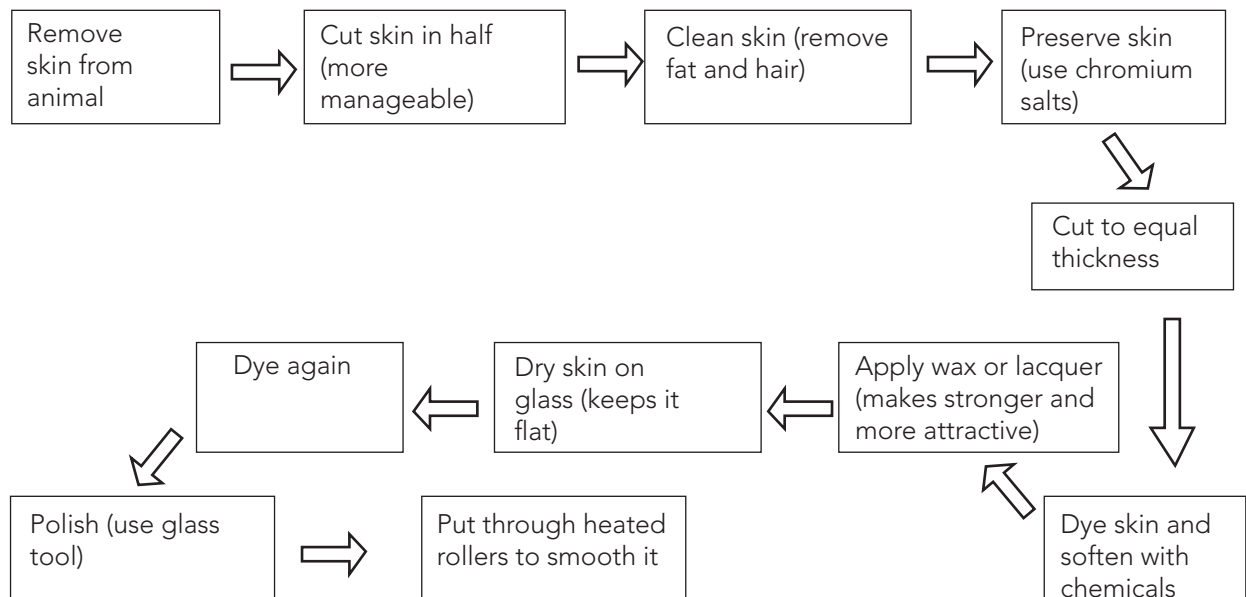 Remove
skin from
animal
Cut skin in half
(more
manageable)
Clean skin (remove
fat and hair)
Preserve skin
(use chromium
salts)
Cut to equal
thickness
Dye skin and
soften with
chemicals
Apply wax or lacquer
(makes stronger and
more attractive)
Dry skin on
glass (keeps it
flat)
Dye again
Polish (use glass
tool)
Put through heated
rollers to smooth it